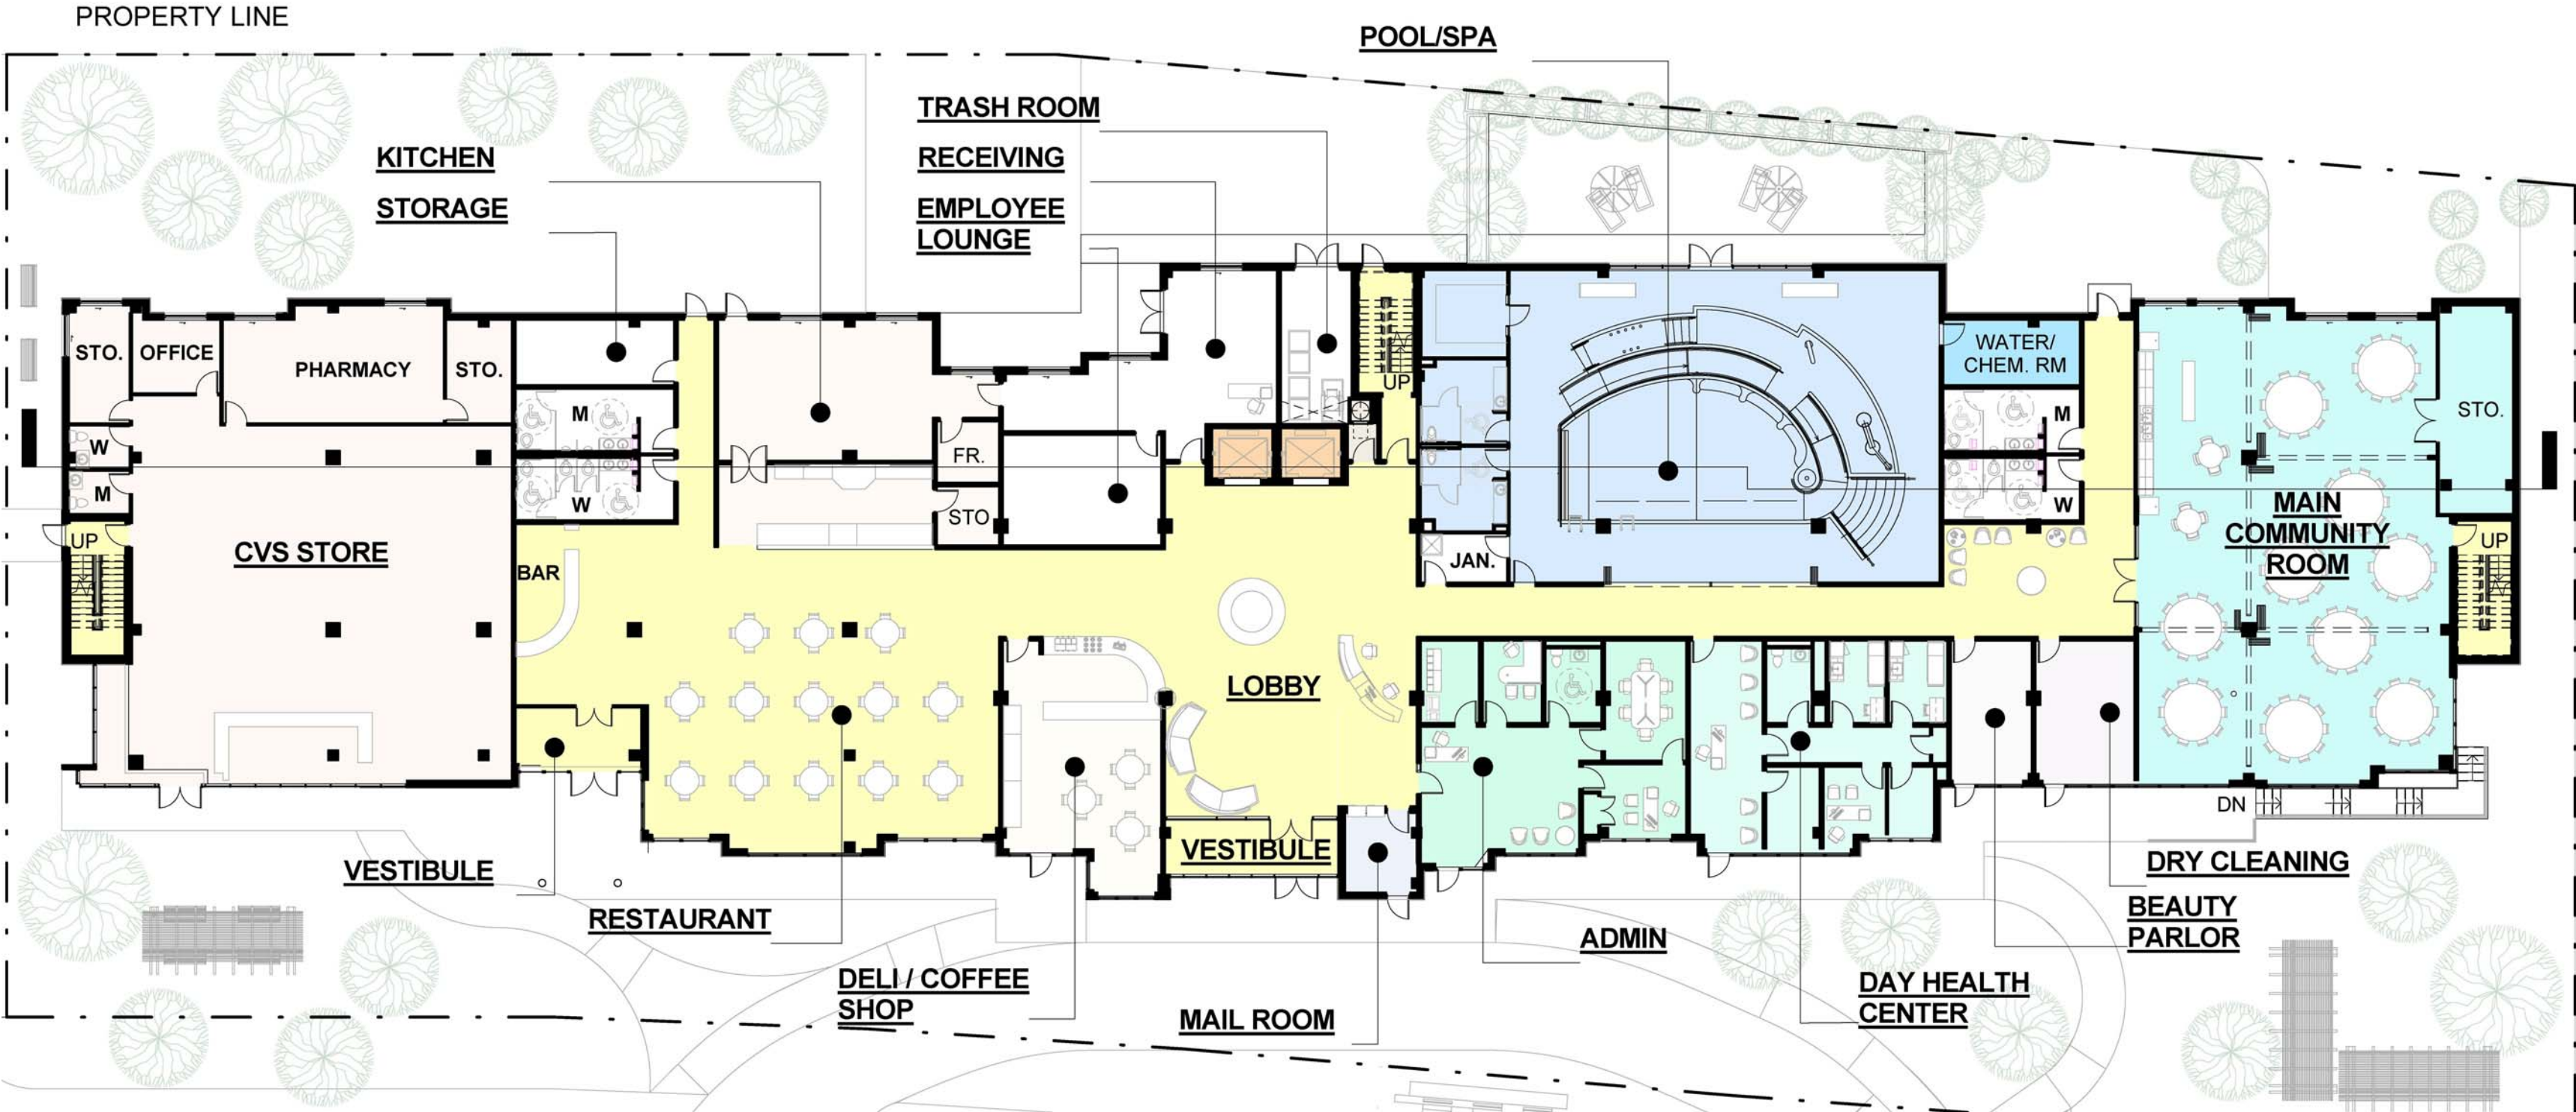 PROPERTY LINE
POOL/SPA
TRASH ROOM
KITCHEN
RECEIVING
STORAGE
EMPLOYEE
LOUNGE
STO.
OFFICE
PHARMACY
STO.
UP
WATER/
CHEM. RM
M
M
STO.
W
FR.
M
W
STO
W
MAIN
COMMUNITY
ROOM
UP
CVS STORE
BAR
JAN.
UP
LOBBY
DN
VESTIBULE
VESTIBULE
DRY CLEANING
RESTAURANT
BEAUTY
PARLOR
ADMIN
DELI / COFFEE
SHOP
DAY HEALTH
CENTER
MAIL ROOM